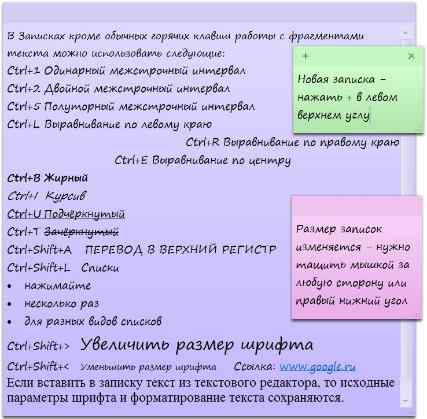 В Записках кроме обычных горячих клавиш работы с фрагментами
текста можно использовать следующие:
Ctrl+1 Одинарный межстрочный интервал
Ctrl+2 Двойной межстрочный интервал
Ctrl+5 Полуторный межстрочный интервал
Ctrl+L Выравнивание по левому краю
Ctrl+R Выравнивание по правому краю
Ctrl+E Выравнивание по центру
Ctrl+B Жирный
Ctrl+I Курсив
Ctrl+U Подчёркнутый
Ctrl+T Зачёркнутый
Ctrl+Shift+A ПЕРЕВОД В ВЕРХНИЙ РЕГИСТР
Ctrl+Shift+L Списки
• нажимайте
• несколько раз
• для разных видов списков
Ctrl+Shift+> Увеличить размер шрифта
Ctrl+Shift+< Уменьшить размер шрифта Ссылка: www.google.ru
Если вставить в записку текст из текстового редактора, то исходные
параметры шрифта и форматирование текста сохраняются.
+ ×
Новая записка –
нажать + в левом
верхнем углу
Размер записок
изменяется – нужно
тащить мышкой за
любую сторону или
правый нижний угол